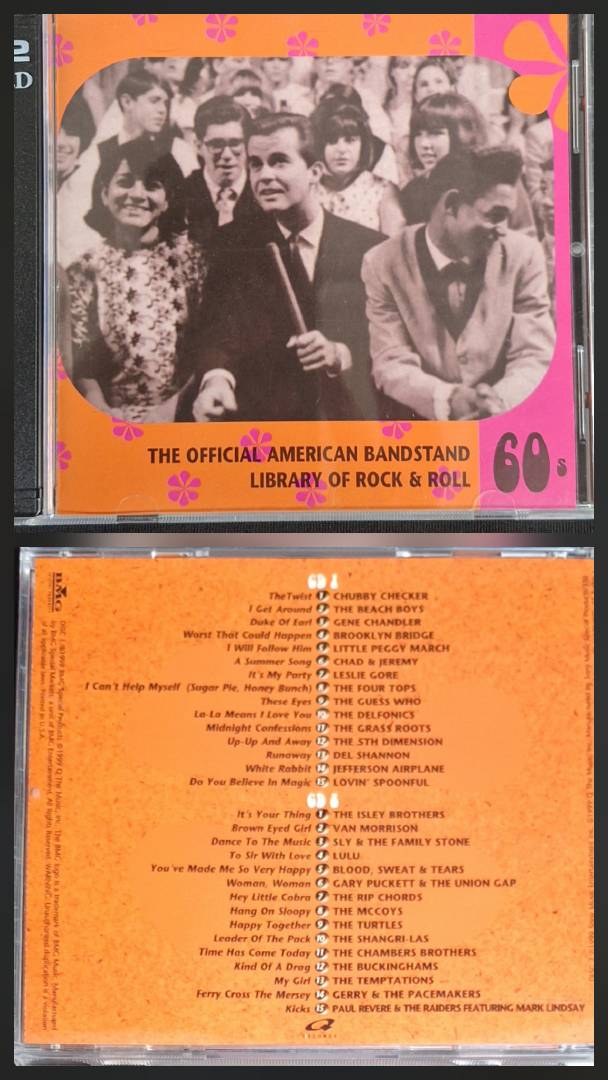 2
CD
THE OFFICIAL AMERICAN BANDSTAND
LIBRARY OF ROCK & ROLL
60s
BMG
CD 1
The Twist 1 CHUBBY CHECKER
I Get Around 2 THE BEACH BOYS
Duke Of Earl 3 GENE CHANDLER
Worst That Could Happen 4 BROOKLYN BRIDGE
I Will Follow Him 5 LITTLE PEGGY MARCH
A Summer Song 6 CHAD & JEREMY
It's My Party 7 LESLIE GORE
I Can't Help Myself (Sugar Pie, Honey Bunch) 8 THE FOUR TOPS
These Eyes 9 THE GUESS WHO
La-La Means I Love You 10 THE DELFONICS
Midnight Confessions 11 THE GRASS ROOTS
Up-Up And Away 12 THE 5TH DIMENSION
Runaway 13 DEL SHANNON
White Rabbit 14 JEFFERSON AIRPLANE
Do You Believe In Magic 15 LOVIN' SPOONFUL
CD
It's Your Thing 1 THE ISLEY BROTHERS
Brown Eyed Girl 2 VAN MORRISON
Dance To The Music 3 SLY & THE FAMILY STONE
To Sir With Love 4 LULU
You've Made Me So Very Happy 5 BLOOD, SWEAT & TEARS
Woman, Woman 6 GARY PUCKETT & THE UNION GAP
Hey Little Cobra 7 THE RIP CHORDS
Hang On Sloopy 8 THE MCCOYS
Happy Together 9 THE TURTLES
Leader Of The Pack 10 THE SHANGRI-LAS
Time Has Come Today 11 THE CHAMBERS BROTHERS
Kind Of A Drag 12 THE BUCKINGHAMS
My Girl 13 THE TEMPTATIONS
Ferry Cross The Mersey 14 GERRY & THE PACEMAKERS
Kicks 15 PAUL REVERE & THE RAIDERS FEATURING MARK LINDSAY
Q
RECORDS